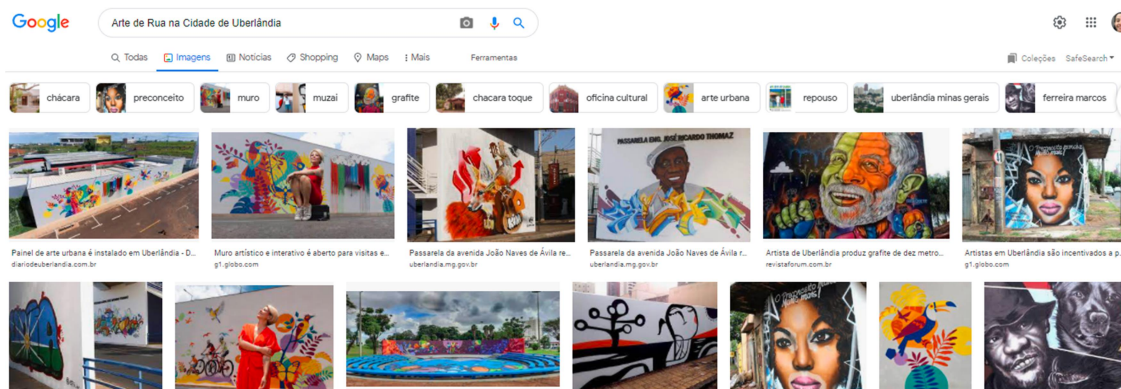 Google
Arte de Rua na Cidade de Uberlândia
Todas Imagens Notícias Shopping Maps Mais Ferramentas Coleções SafeSearch
chácara preconceito muro muzai grafite chacara toque oficina cultural arte urbana repouso uberlândia minas gerais ferreira marcos
PASSARELA ENG. JOSÉ RICARDO THOMAZ
Painel de arte urbana é instalado em Uberlândia - D...
diariodeuberlandia.com.br
Muro artístico e interativo é aberto para visitas e...
g1.globo.com
Passarela da avenida João Naves de Ávila re...
uberlandia.mg.gov.br
Passarela da avenida João Naves de Ávila r...
uberlandia.mg.gov.br
Artista de Uberlândia produz grafite de dez metro...
revistaforum.com.br
Artistas em Uberlândia são incentivados a p...
g1.globo.com